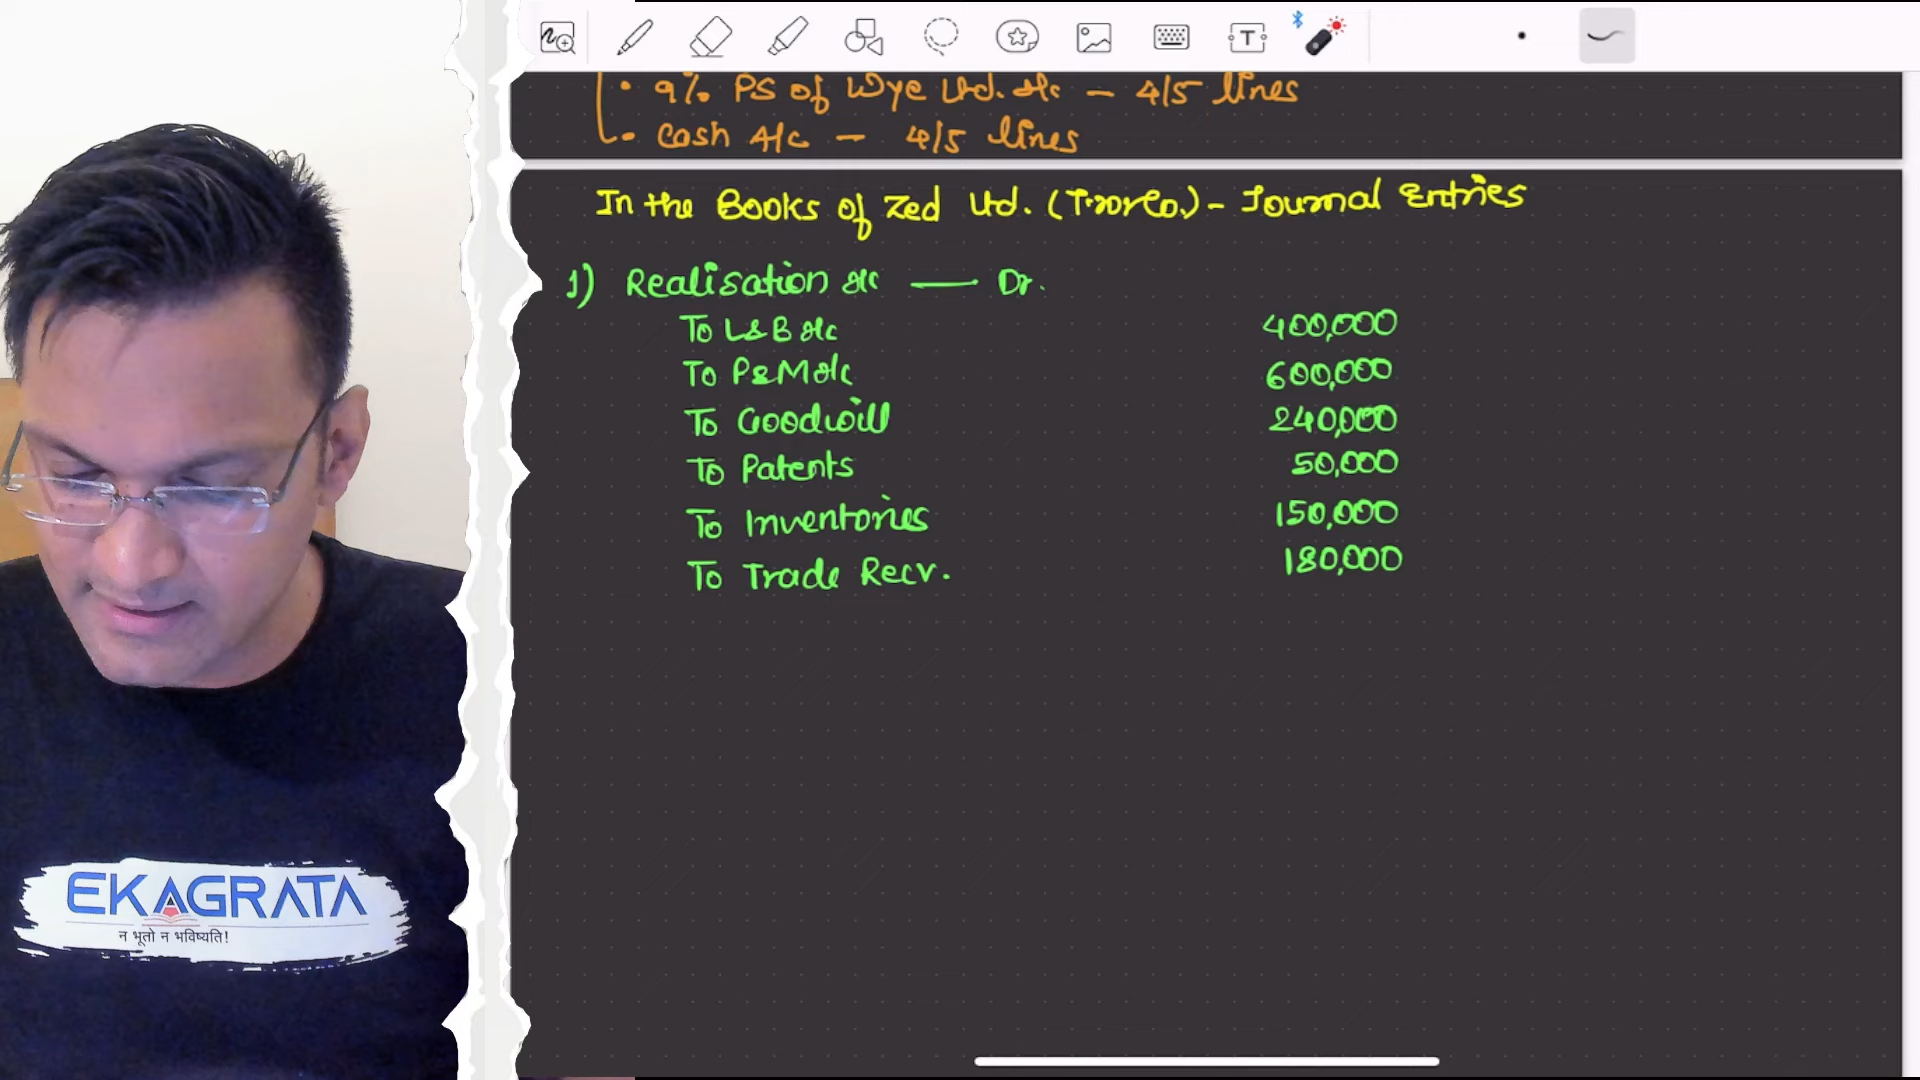 • 9% PS of Wye Ltd. A/c — 4/5 lines
• Cash A/c — 4/5 lines
In the Books of Zed Ltd. (Tror Co.) - Journal Entries
1) Realisation A/c — Dr.
To L&B A/c 400,000
To P&M A/c 600,000
To Goodwill 240,000
To Patents 50,000
To Inventories 150,000
To Trade Recv. 180,000
EKAGRATA
न भूतो न भविष्यति!